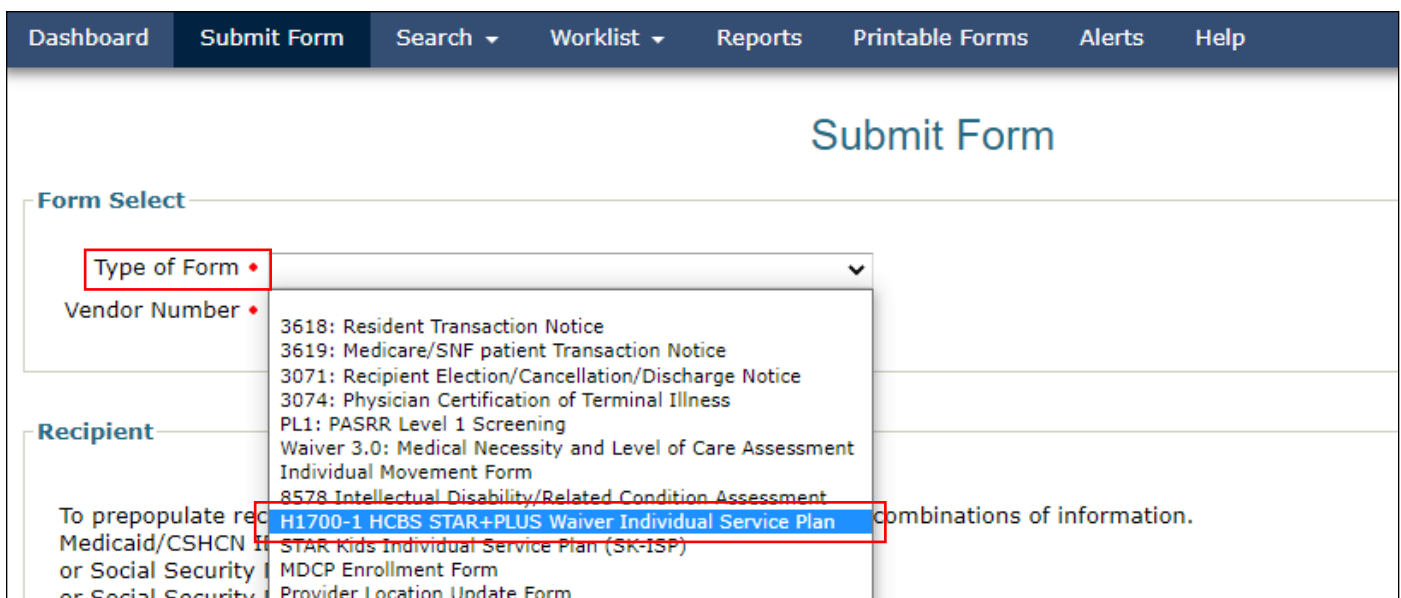 Dashboard Submit Form Search Worklist Reports Printable Forms Alerts Help
Submit Form
Form Select
Type of Form
Vendor Number
3618: Resident Transaction Notice
3619: Medicare/SNF patient Transaction Notice
3071: Recipient Election/Cancellation/Discharge Notice
3074: Physician Certification of Terminal Illness
PL1: PASRR Level 1 Screening
Waiver 3.0: Medical Necessity and Level of Care Assessment
Individual Movement Form
8578 Intellectual Disability/Related Condition Assessment
H1700-1 HCBS STAR+PLUS Waiver Individual Service Plan
STAR Kids Individual Service Plan (SK-ISP)
MDCP Enrollment Form
Provider Location Update Form
Recipient
To prepopulate rec combinations of information.
Medicaid/CSHCN
or Social Security
or Social Security